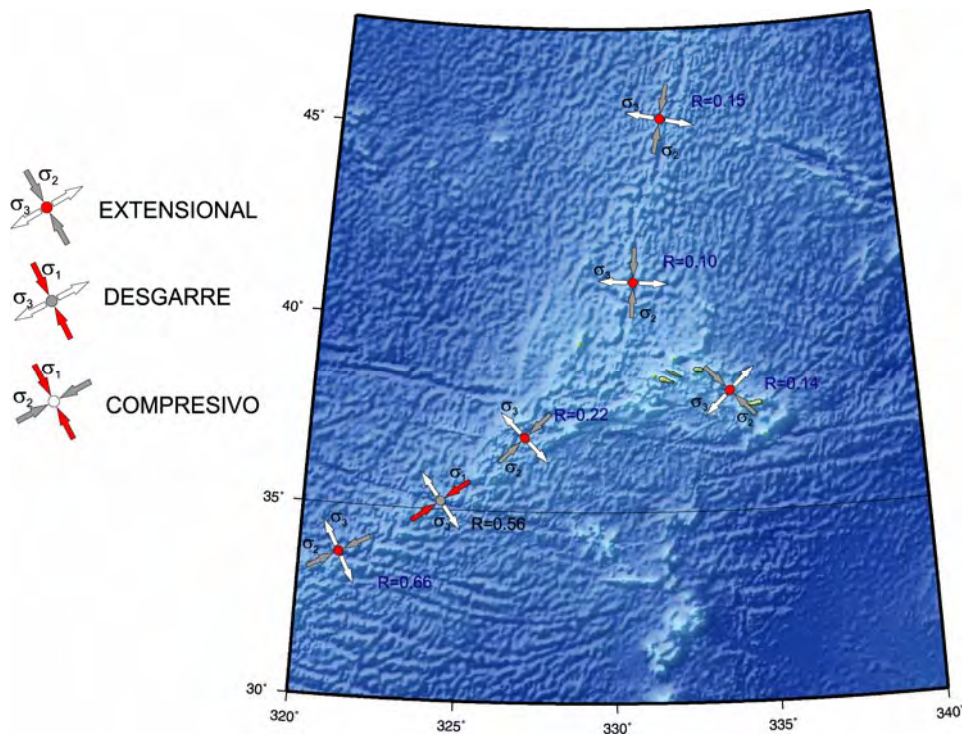 σ2
σ3
EXTENSIONAL
σ1
σ3
DESGARRE
σ1
σ2
COMPRESIVO
45°
40°
35°
30°
320°
325°
330°
335°
340°
σ3
R=0.15
σ2
σ3
R=0.10
σ2
R=0.14
σ3
σ2
σ3
R=0.22
σ2
σ1
σ3
R=0.56
σ3
σ2
R=0.66